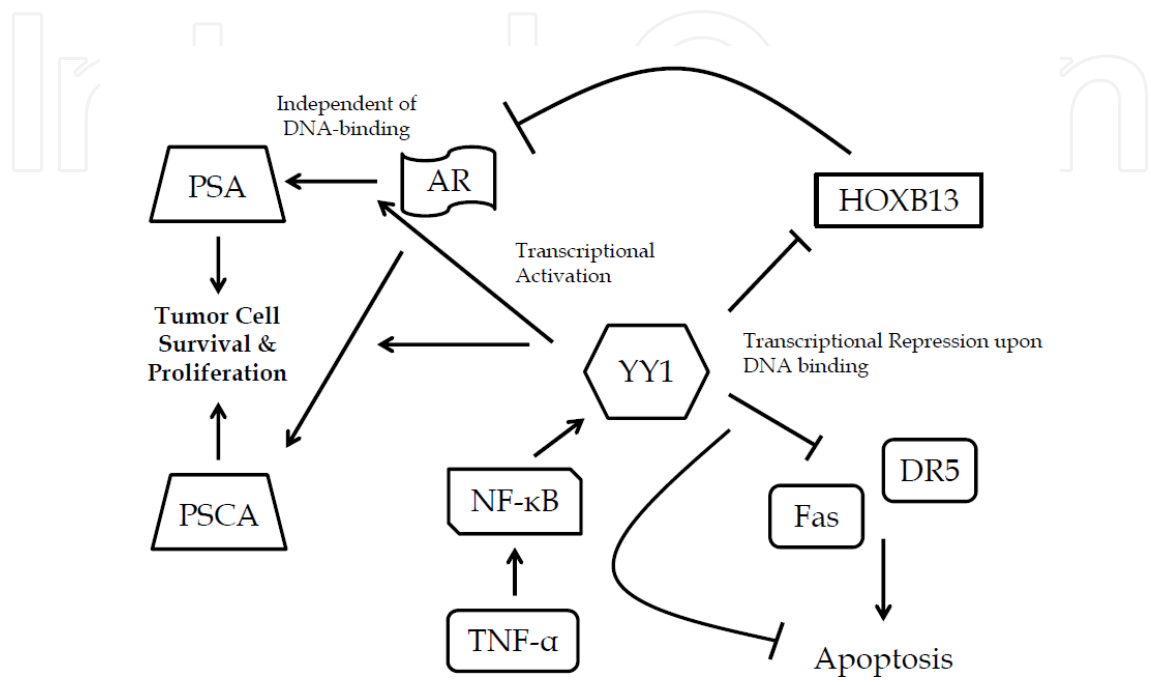 Independent of
DNA-binding
PSA
AR
HOXB13
Transcriptional
Activation
Tumor Cell
Survival &
Proliferation
YY1
Transcriptional Repression upon
DNA binding
PSCA
NF-κB
DR5
Fas
TNF-α
Apoptosis